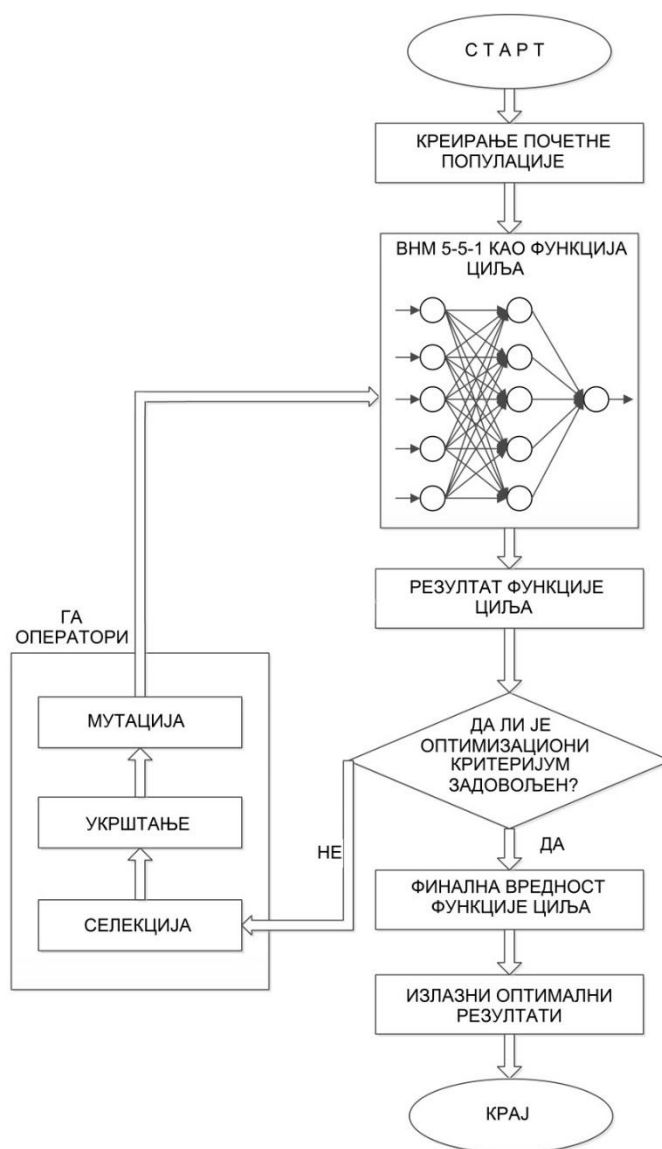 С Т А Р Т
КРЕИРАЊЕ ПОЧЕТНЕ
ПОПУЛАЦИЈЕ
ВНМ 5-5-1 КАО ФУНКЦИЈА
ЦИЉА
РЕЗУЛТАТ ФУНКЦИЈЕ
ЦИЉА
ГА
ОПЕРАТОРИ
МУТАЦИЈА
УКРШТАЊЕ
СЕЛЕКЦИЈА
ДА ЛИ ЈЕ
ОПТИМИЗАЦИОНИ
КРИТЕРИЈУМ
ЗАДОВОЉЕН?
НЕ
ДА
ФИНАЛНА ВРЕДНОСТ
ФУНКЦИЈЕ ЦИЉА
ИЗЛАЗНИ ОПТИМАЛНИ
РЕЗУЛТАТИ
КРАЈ